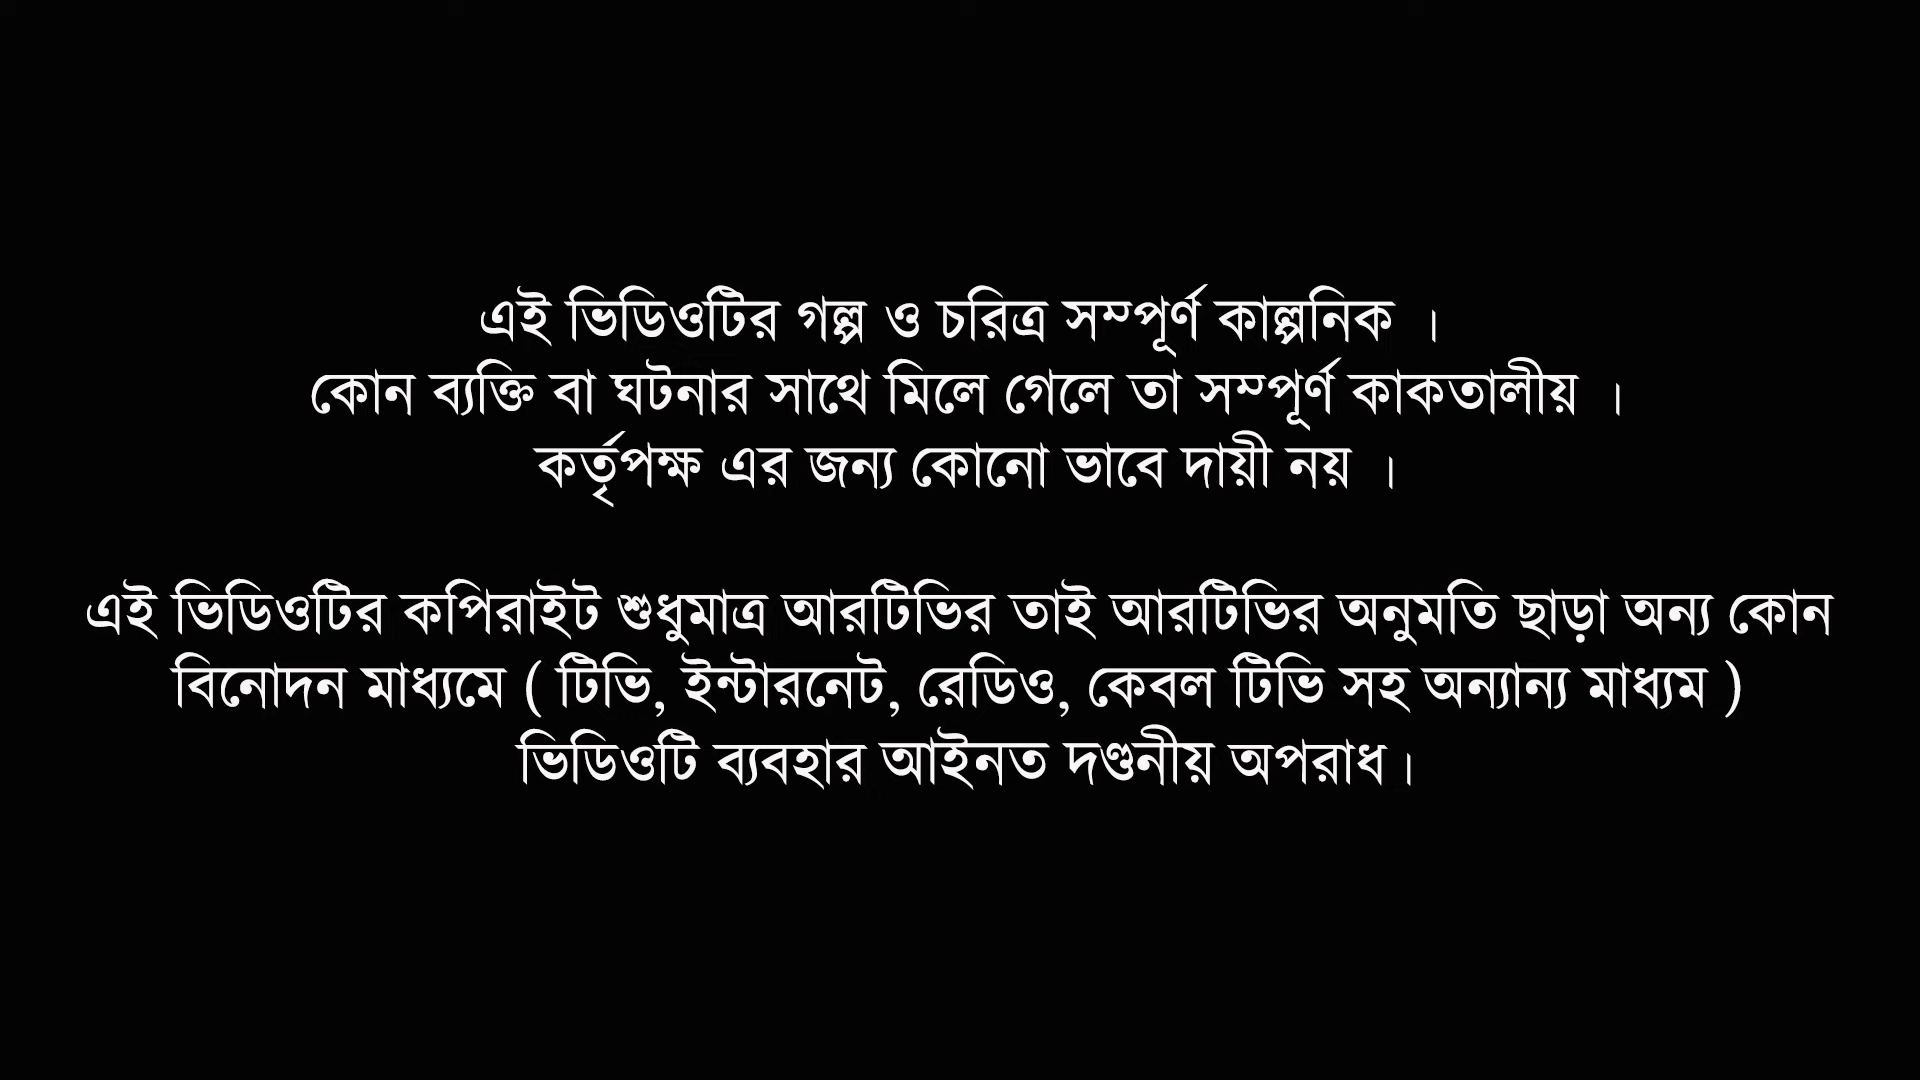 এই ভিডিওটির গল্প ও চরিত্র সম্পূর্ণ কাল্পনিক ।
কোন ব্যক্তি বা ঘটনার সাথে মিলে গেলে তা সম্পূর্ণ কাকতালীয় ।
কর্তৃপক্ষ এর জন্য কোনো ভাবে দায়ী নয় ।
এই ভিডিওটির কপিরাইট শুধুমাত্র আরটিভির তাই আরটিভির অনুমতি ছাড়া অন্য কোন
বিনোদন মাধ্যমে ( টিভি, ইন্টারনেট, রেডিও, কেবল টিভি সহ অন্যান্য মাধ্যম )
ভিডিওটি ব্যবহার আইনত দণ্ডনীয় অপরাধ।